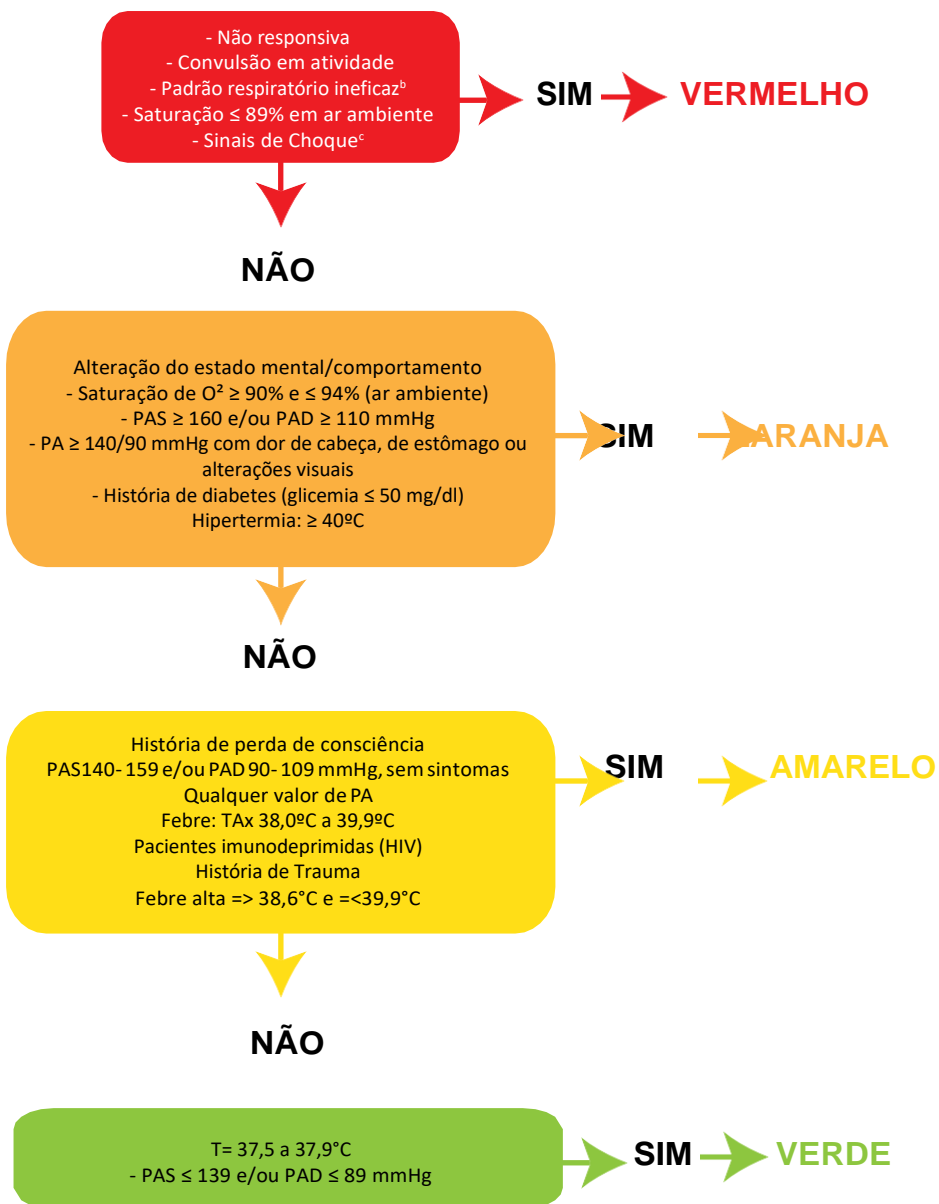 - Não responsiva
- Convulsão em atividade
- Padrão respiratório ineficazᵇ
- Saturação ≤ 89% em ar ambiente
- Sinais de Choqueᶜ
SIM
VERMELHO
NÃO
Alteração do estado mental/comportamento
- Saturação de O² ≥ 90% e ≤ 94% (ar ambiente)
- PAS ≥ 160 e/ou PAD ≥ 110 mmHg
- PA ≥ 140/90 mmHg com dor de cabeça, de estômago ou
alterações visuais
- História de diabetes (glicemia ≤ 50 mg/dl)
Hipertermia: ≥ 40ºC
SIM
LARANJA
NÃO
História de perda de consciência
PAS140-159 e/ou PAD 90-109 mmHg, sem sintomas
Qualquer valor de PA
Febre: TAx 38,0ºC a 39,9ºC
Pacientes imunodeprimidas (HIV)
História de Trauma
Febre alta => 38,6°C e =<39,9°C
SIM
AMARELO
NÃO
T= 37,5 a 37,9°C
- PAS ≤ 139 e/ou PAD ≤ 89 mmHg
SIM
VERDE